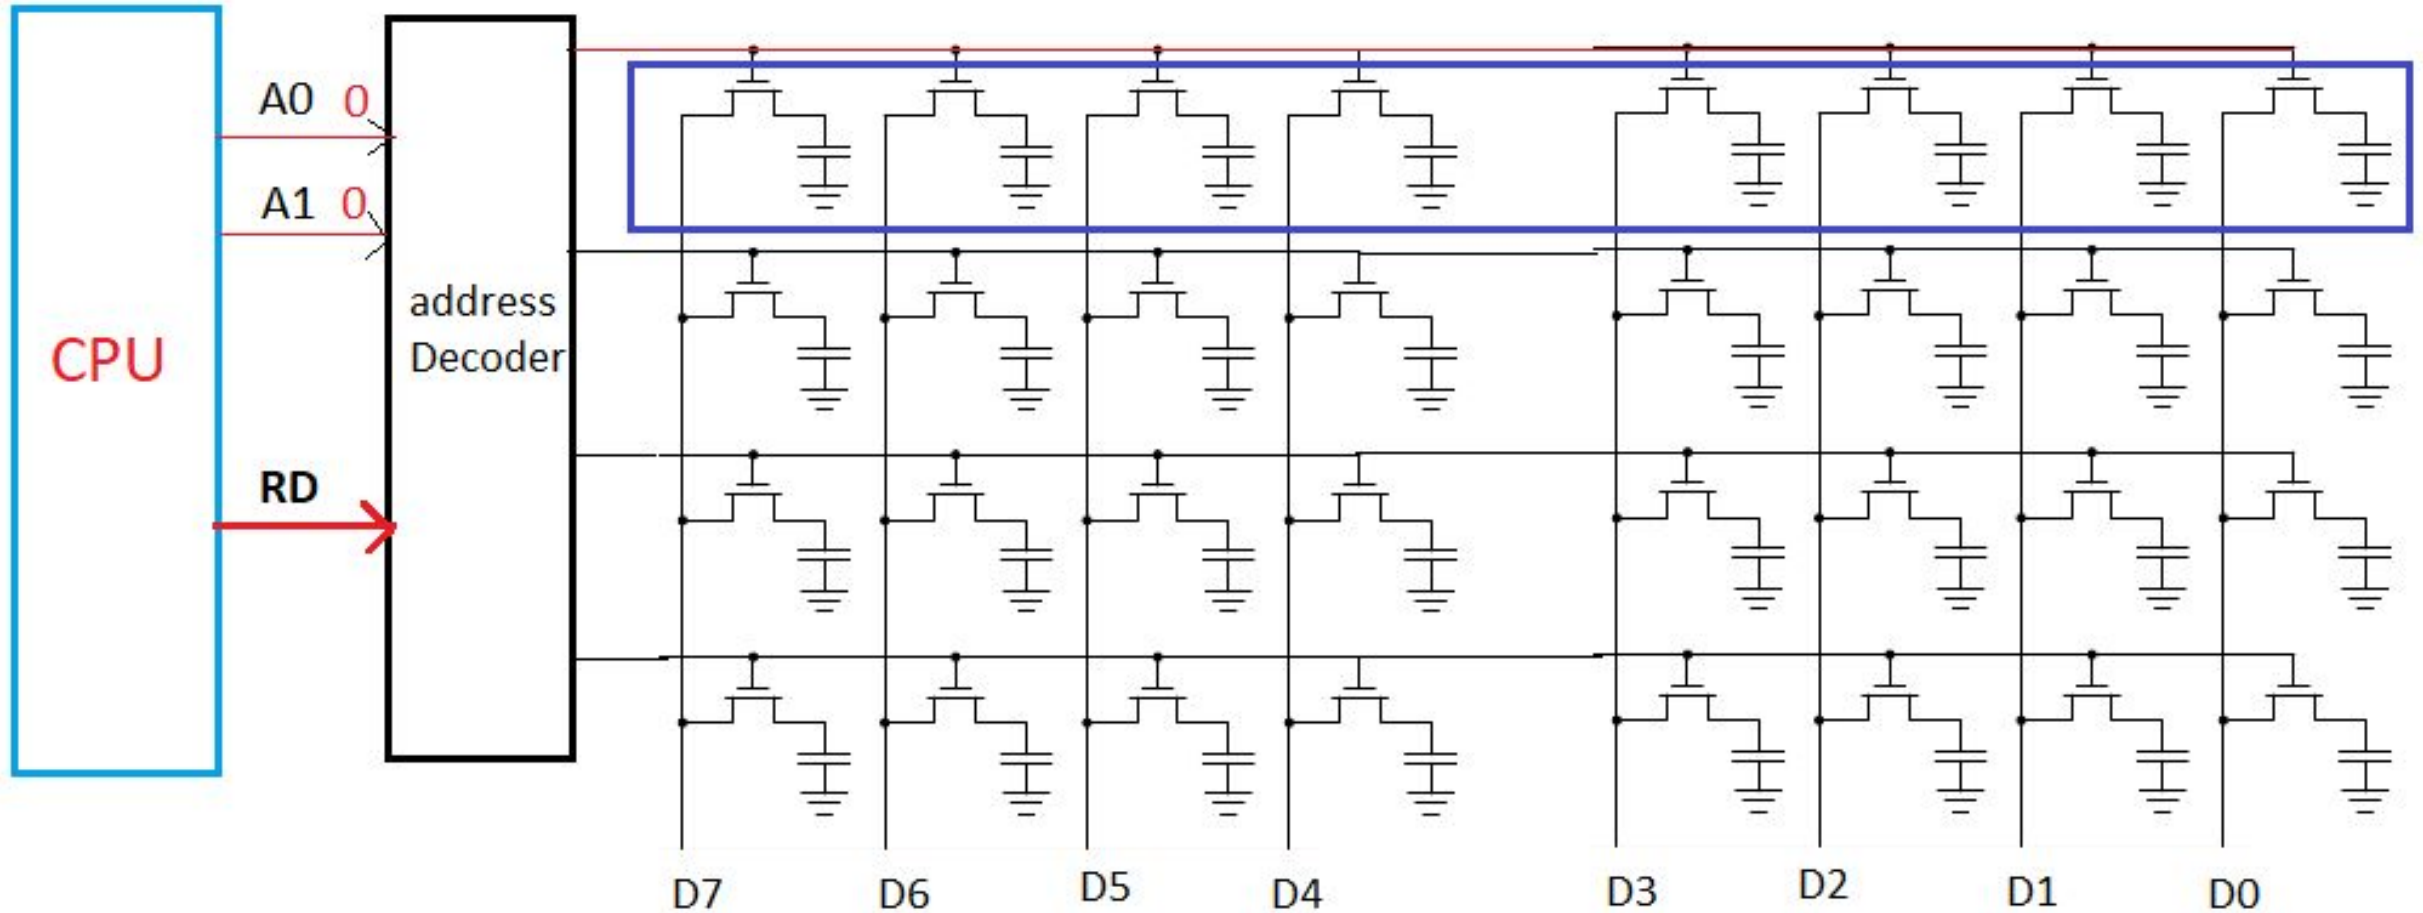 A0 0
A1 0
CPU
address
Decoder
RD
D7 D6 D5 D4 D3 D2 D1 D0